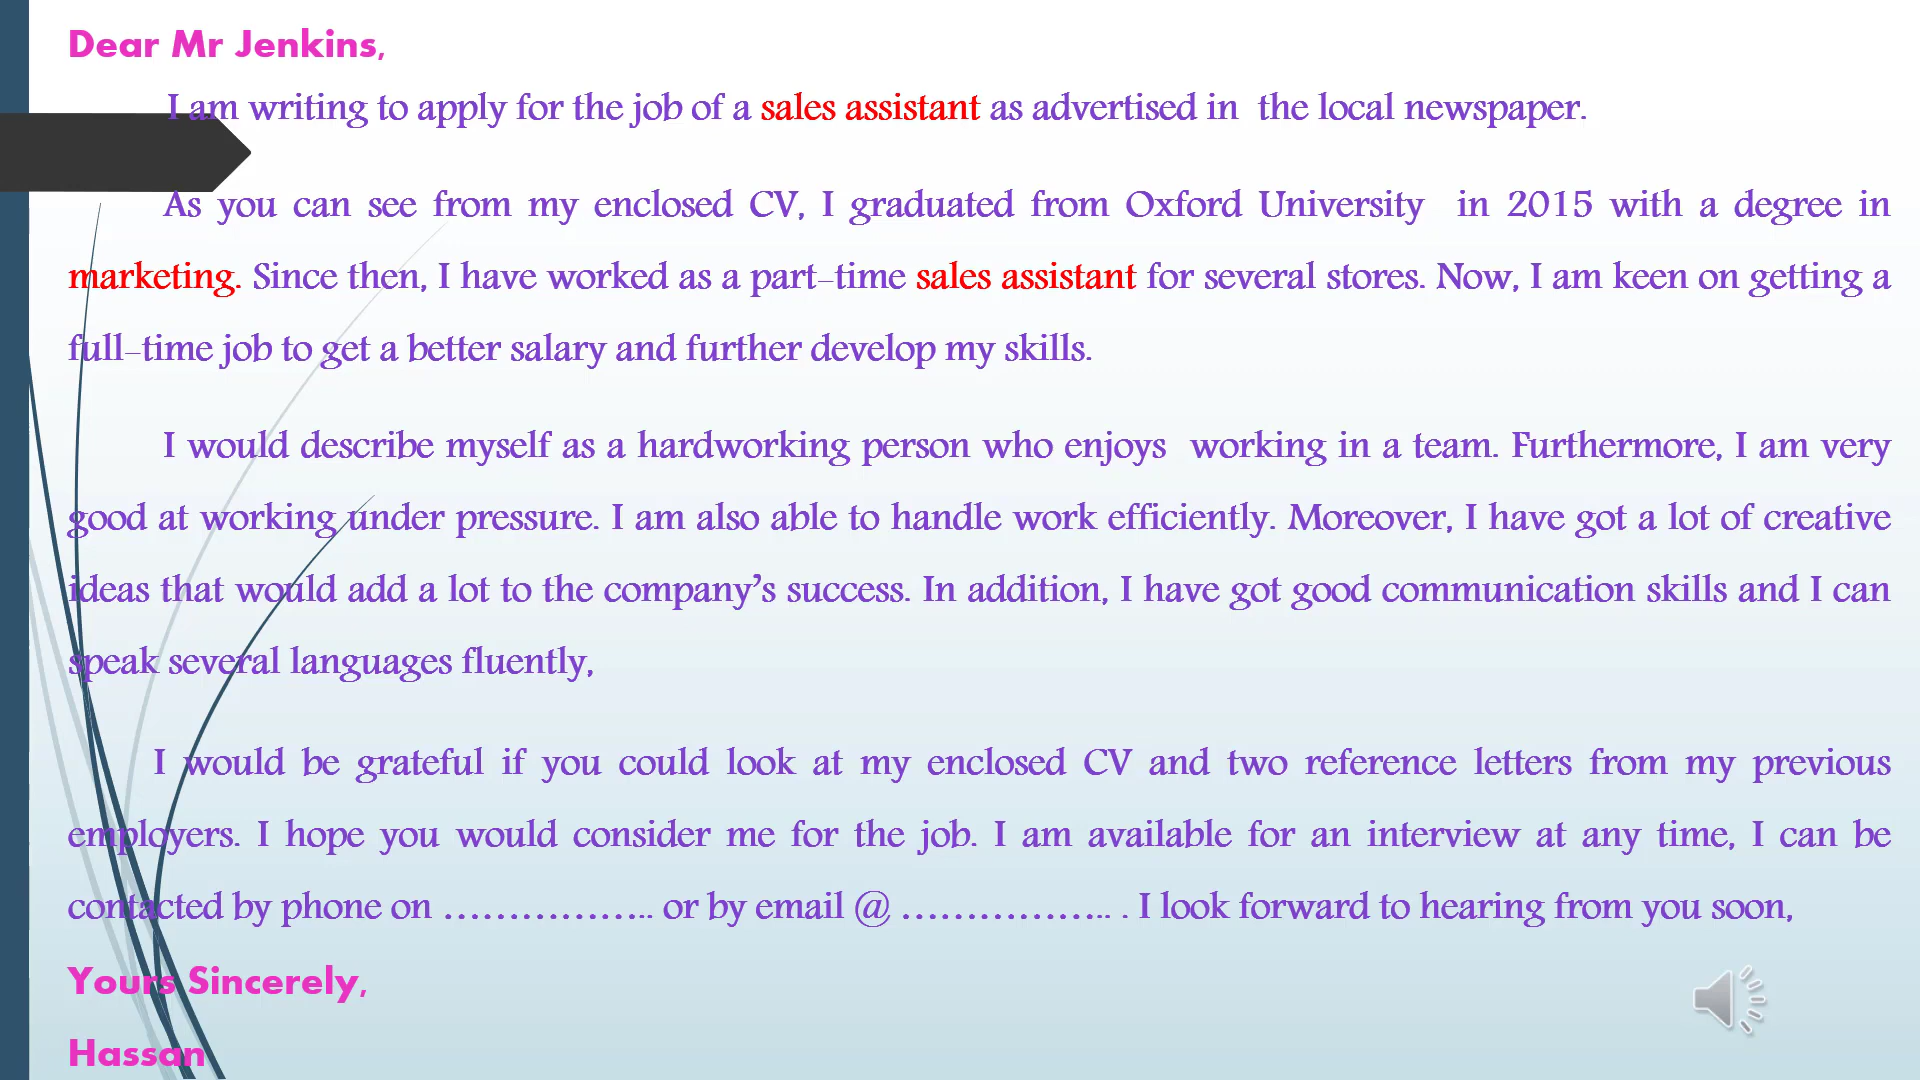 Dear Mr Jenkins,
I am writing to apply for the job of a sales assistant as advertised in the local newspaper.
As you can see from my enclosed CV, I graduated from Oxford University in 2015 with a degree in
marketing. Since then, I have worked as a part-time sales assistant for several stores. Now, I am keen on getting a
full-time job to get a better salary and further develop my skills.
I would describe myself as a hardworking person who enjoys working in a team. Furthermore, I am very
good at working under pressure. I am also able to handle work efficiently. Moreover, I have got a lot of creative
ideas that would add a lot to the company's success. In addition, I have got good communication skills and I can
speak several languages fluently,
I would be grateful if you could look at my enclosed CV and two reference letters from my previous
employers. I hope you would consider me for the job. I am available for an interview at any time, I can be
contacted by phone on …………….. or by email @ …………….. . I look forward to hearing from you soon,
Yours Sincerely,
Hassan